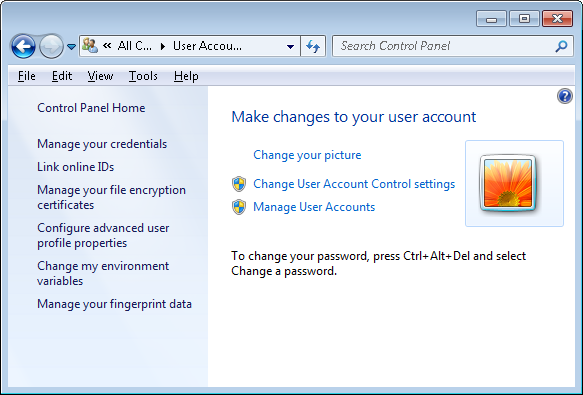 « All C... ▸ User Accou...
Search Control Panel
File Edit View Tools Help
Control Panel Home
Manage your credentials
Link online IDs
Manage your file encryption
certificates
Configure advanced user
profile properties
Change my environment
variables
Manage your fingerprint data
Make changes to your user account
Change your picture
Change User Account Control settings
Manage User Accounts
To change your password, press Ctrl+Alt+Del and select
Change a password.